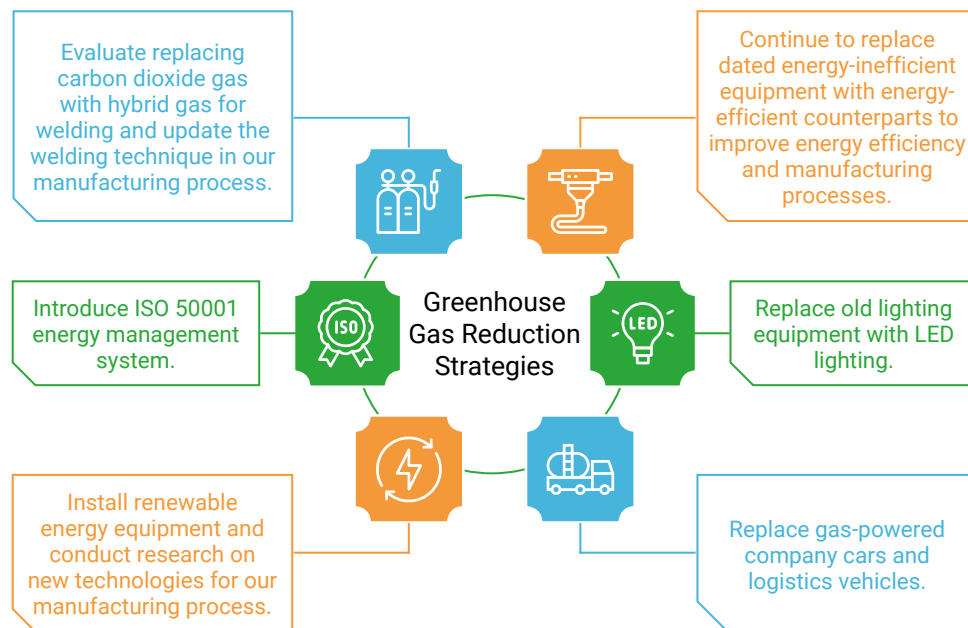 Evaluate replacing
carbon dioxide gas
with hybrid gas for
welding and update the
welding technique in our
manufacturing process.
Continue to replace
dated energy-inefficient
equipment with energy-
efficient counterparts to
improve energy efficiency
and manufacturing
processes.
Introduce ISO 50001
energy management
system.
ISO
Greenhouse
Gas Reduction
Strategies
LED
Replace old lighting
equipment with LED
lighting.
Install renewable
energy equipment and
conduct research on
new technologies for our
manufacturing process.
Replace gas-powered
company cars and
logistics vehicles.